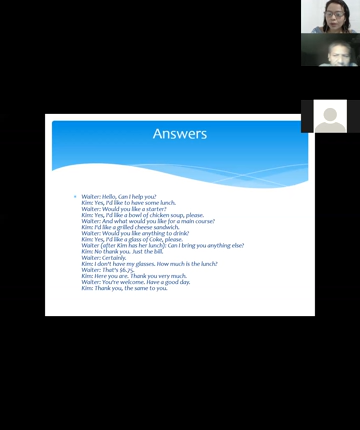 Answers
Waiter: Hello, Can I help you?
Kim: Yes, I'd like to have some lunch.
Waiter: Would you like a starter?
Kim: Yes, I'd like a bowl of chicken soup, please.
Waiter: And what would you like for a main course?
Kim: I'd like a grilled cheese sandwich.
Waiter: Would you like anything to drink?
Kim: Yes, I'd like a glass of Coke, please.
Waiter (after Kim has her lunch): Can I bring you anything else?
Kim: No thank you. Just the bill.
Waiter: Certainly.
Kim: I don't have my glasses. How much is the lunch?
Waiter: That's $6.75.
Kim: Here you are. Thank you very much.
Waiter: You're welcome. Have a good day.
Kim: Thank you, the same to you.